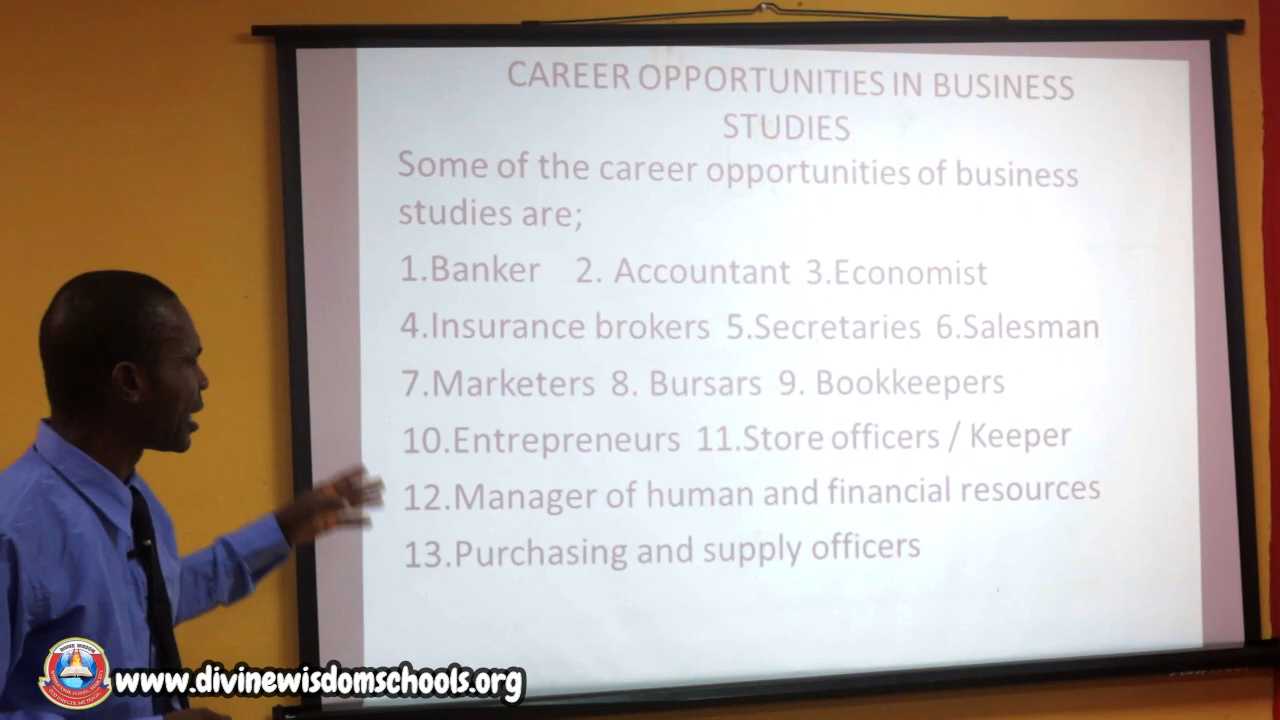 CAREER OPPORTUNITIES IN BUSINESS
STUDIES
Some of the career opportunities of business
studies are;
1.Banker 2. Accountant 3.Economist
4.Insurance brokers 5.Secretaries 6.Salesman
7.Marketers 8. Bursars 9. Bookkeepers
10.Entrepreneurs 11.Store officers / Keeper
12.Manager of human and financial resources
13.Purchasing and supply officers
DIVINE WISDOM
www.divinewisdomschools.org